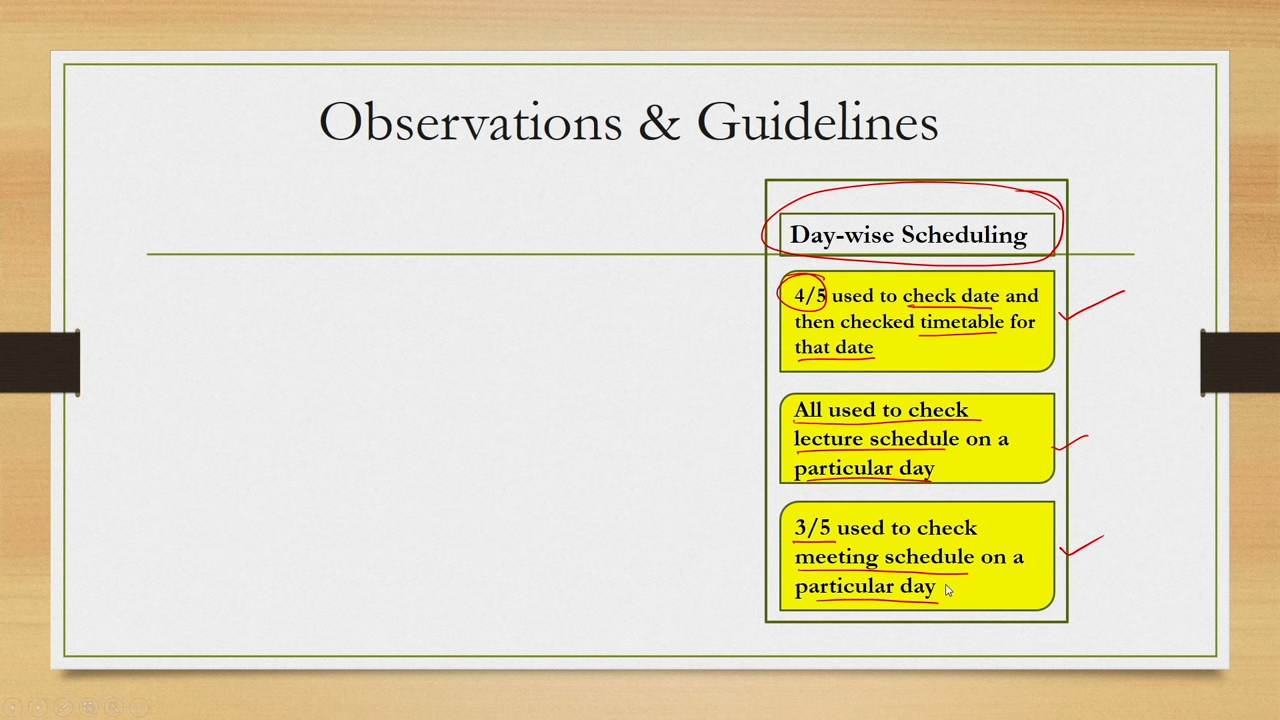 Observations & Guidelines
Day-wise Scheduling
4/5 used to check date and
then checked timetable for
that date
All used to check
lecture schedule on a
particular day
3/5 used to check
meeting schedule on a
particular day